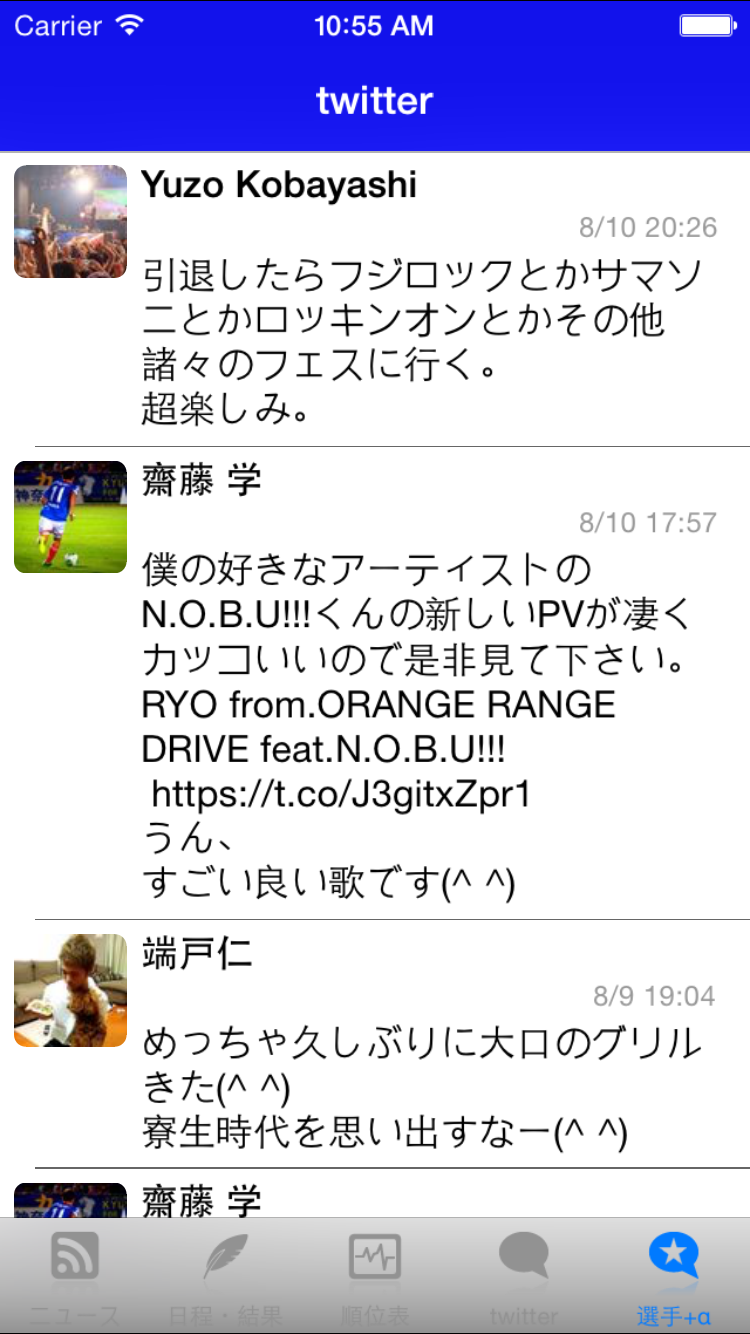 Carrier 10:55 AM
twitter
Yuzo Kobayashi
8/10 20:26
引退したらフジロックとかサマソ
ニとかロッキンオンとかその他
諸々のフェスに行く。
超楽しみ。
齋藤 学
8/10 17:57
僕の好きなアーティストの
N.O.B.U!!!くんの新しいPVが凄く
カッコいいので是非見て下さい。
RYO from.ORANGE RANGE
DRIVE feat.N.O.B.U!!!
https://t.co/J3gitxZpr1
うん、
すごい良い歌です(^ ^)
端戸仁
8/9 19:04
めっちゃ久しぶりに大口のグリル
きた(^ ^)
寮生時代を思い出すなー(^ ^)
齋藤 学
ニュース 日程・結果 順位表 twitter 選手+α